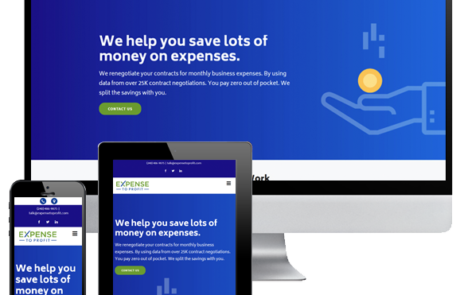 We help you save lots of
money on expenses.
We renegotiate your contracts for monthly business expenses. By using
data from over 25K contract negotiations. You pay zero out of pocket. We
split the savings with you.
CONTACT US
Work
EXPENSE
TO PROFIT
We help you save lots of
money on expenses.
We renegotiate your contracts for monthly business
expenses. By using data from over 25K contract negotiations.
You pay zero out of pocket. We split the savings with you.
CONTACT US
EXPENSE
TO PROFIT
We help you
save lots of
money on